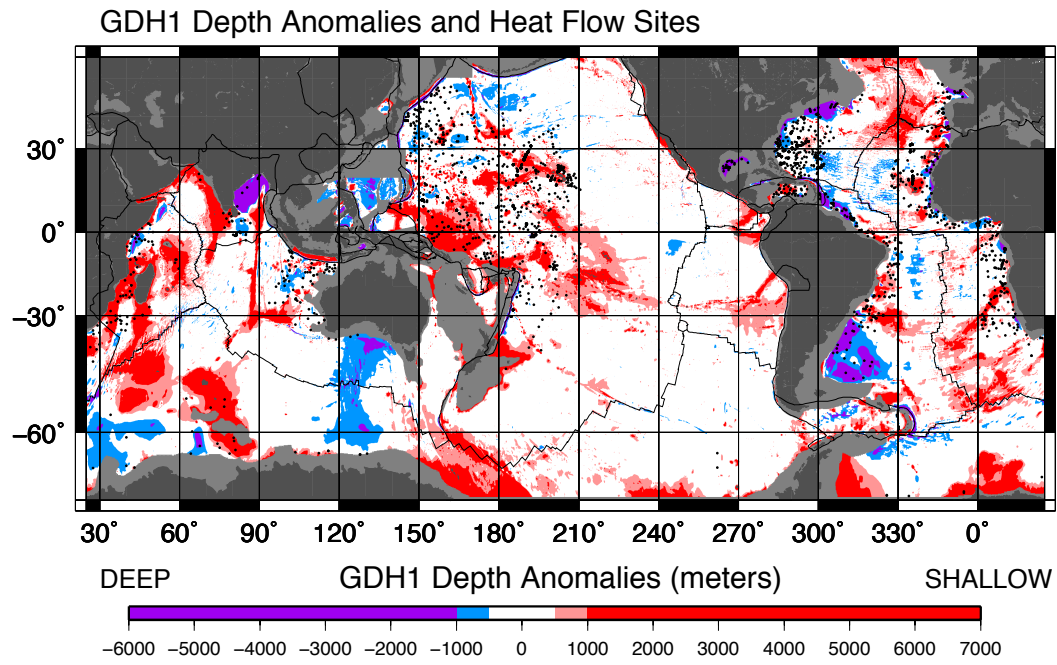 GDH1 Depth Anomalies and Heat Flow Sites
30°
0°
−30°
−60°
30° 60° 90° 120° 150° 180° 210° 240° 270° 300° 330° 0°
DEEP GDH1 Depth Anomalies (meters) SHALLOW
−6000 −5000 −4000 −3000 −2000 −1000 0 1000 2000 3000 4000 5000 6000 7000